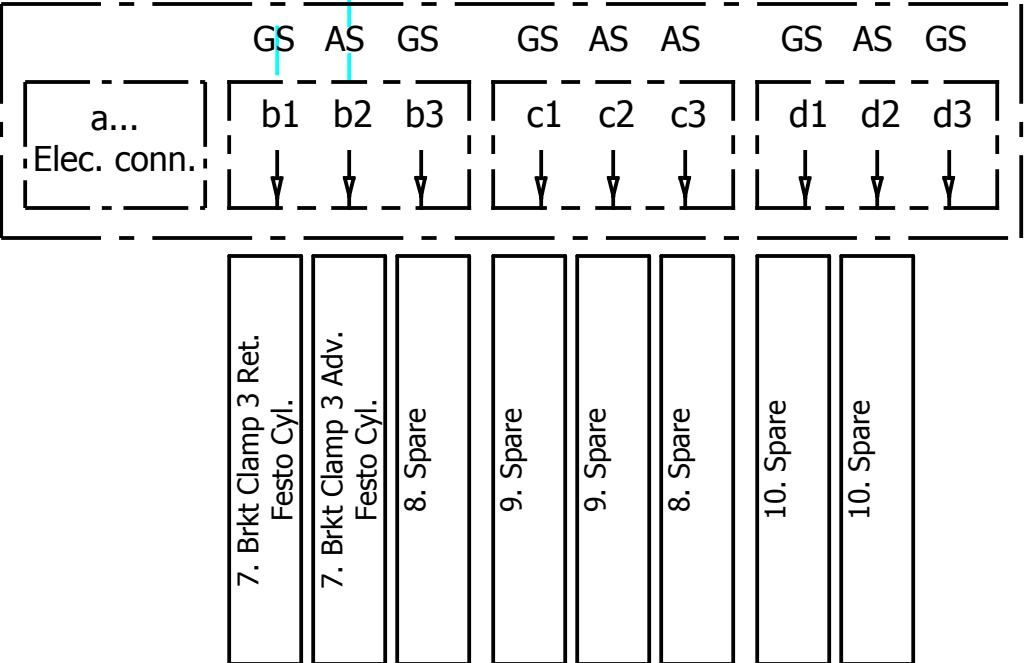 GS AS GS GS AS AS GS AS GS
a...
Elec. conn.
b1 b2 b3 c1 c2 c3 d1 d2 d3
7. Brkt Clamp 3 Ret.
Festo Cyl.
7. Brkt Clamp 3 Adv.
Festo Cyl.
8. Spare
9. Spare
9. Spare
8. Spare
10. Spare
10. Spare